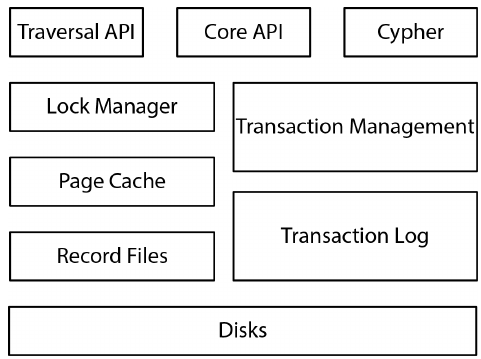 Traversal API
Core API
Cypher
Lock Manager
Transaction Management
Page Cache
Transaction Log
Record Files
Disks